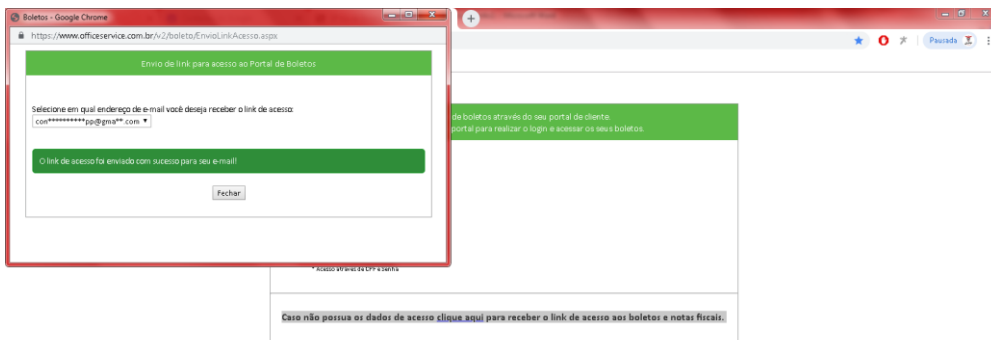 Boletos - Google Chrome
https://www.officeservice.com.br/v2/boleto/EnvioLinkAcesso.aspx
Pausada
Envio de link para acesso ao Portal de Boletos
Selecione em qual endereço de e-mail você deseja receber o link de acesso:
con**********pp@gma**.com
O link de acesso foi enviado com sucesso para seu e-mail!
Fechar
de boletos através do seu portal de cliente.
portal para realizar o login e acessar os seus boletos.
* Acesso através de CPF e senha
Caso não possua os dados de acesso clique aqui para receber o link de acesso aos boletos e notas fiscais.